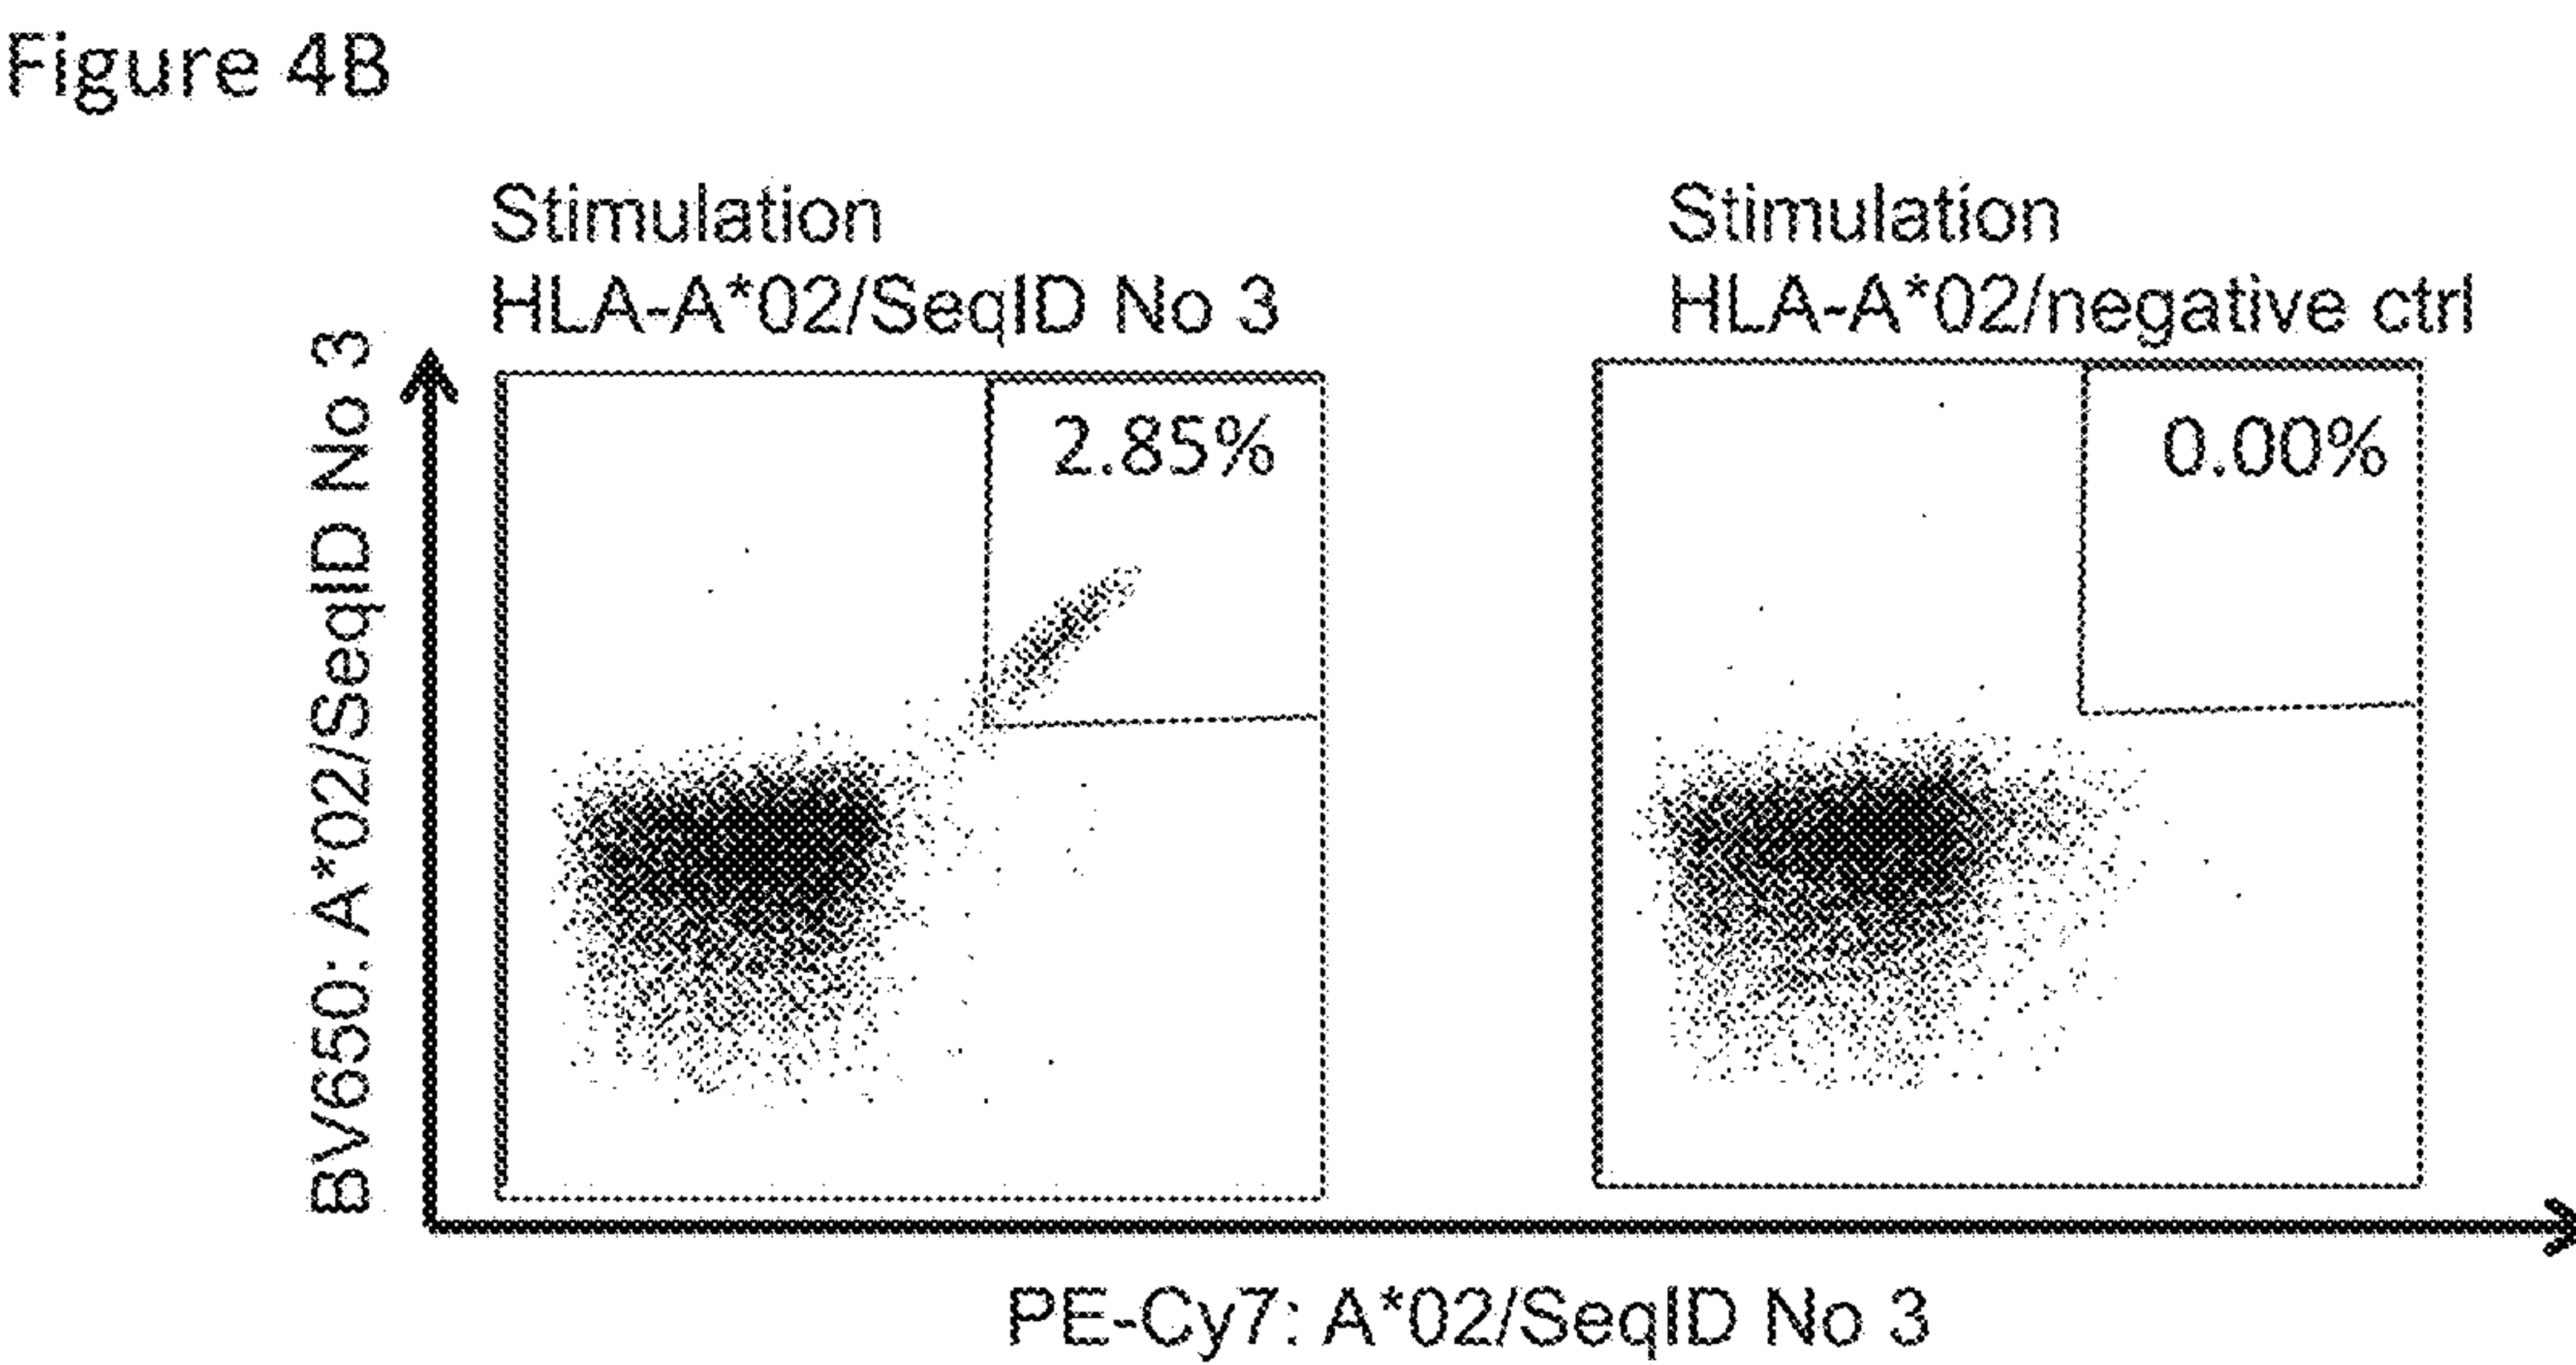 Figure 4B
Stimulation
HLA-A*02/SeqID No 3
Stimulation
HLA-A*02/negative ctrl
2.85%
0.00%
BV650: A*02/SeqID No 3
PE-Cy7: A*02/SeqID No 3